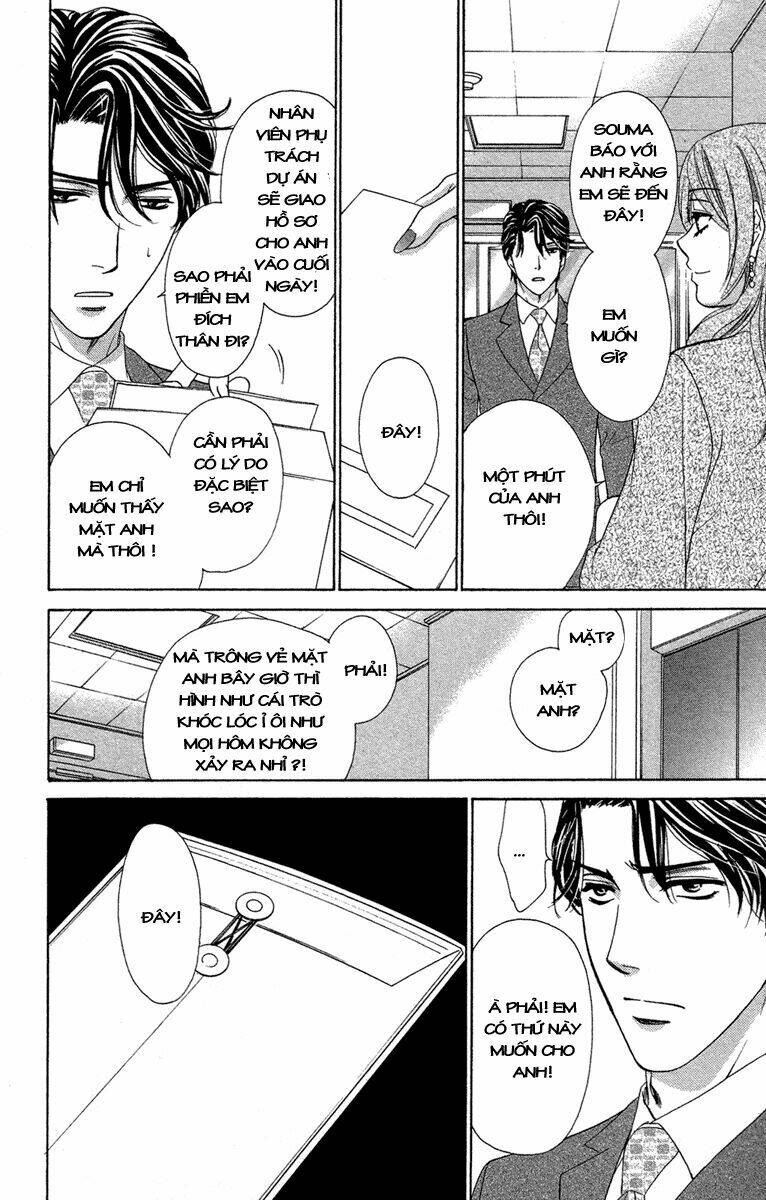 SOUMA
BÁO VỚI
ANH RẰNG
EM SẼ ĐẾN
ĐÂY!
EM
MUỐN
GÌ?
MỘT PHÚT
CỦA ANH
THÔI!
ĐÂY!
NHÂN
VIÊN PHỤ
TRÁCH
DỰ ÁN
SẼ GIAO
HỒ SƠ
CHO ANH
VÀO CUỐI
NGÀY!
SAO PHẢI
PHIỀN EM
ĐÍCH
THÂN ĐI?
CẦN PHẢI
CÓ LÝ DO
ĐẶC BIỆT
SAO?
EM CHỈ
MUỐN THẤY
MẶT ANH
MÀ THÔI !
MẶT?
MẶT
ANH?
PHẢI!
MÀ TRÔNG VẺ MẶT
ANH BÂY GIỜ THÌ
HÌNH NHƯ CÁI TRÒ
KHÓC LÓC Ỉ ÔI NHƯ
MỌI HÔM KHÔNG
XẢY RA NHỈ ?!
...
À PHẢI! EM
CÓ THỨ NÀY
MUỐN CHO
ANH!
ĐÂY!